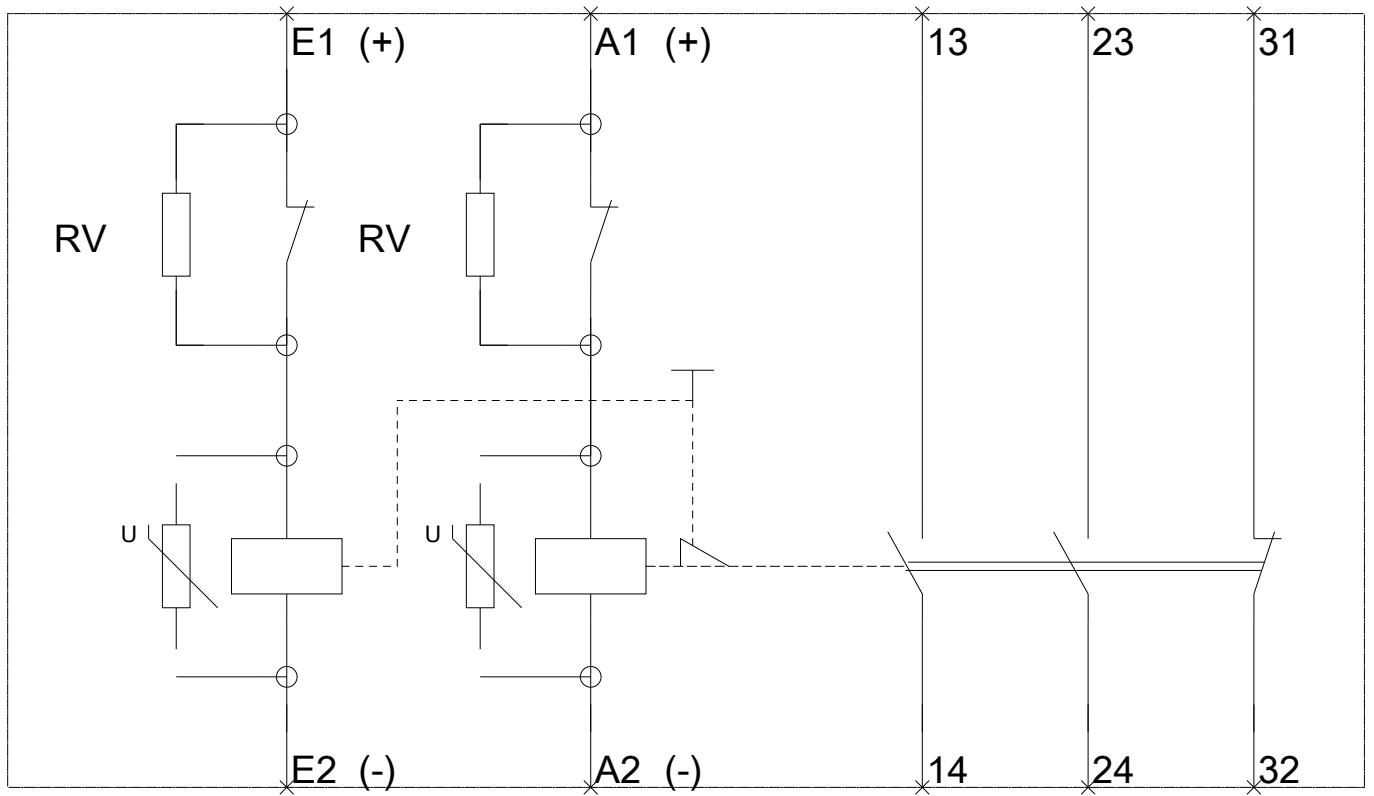 E1 (+) A1 (+) 13 23 31
RV RV
U U
E2 (-) A2 (-) 14 24 32